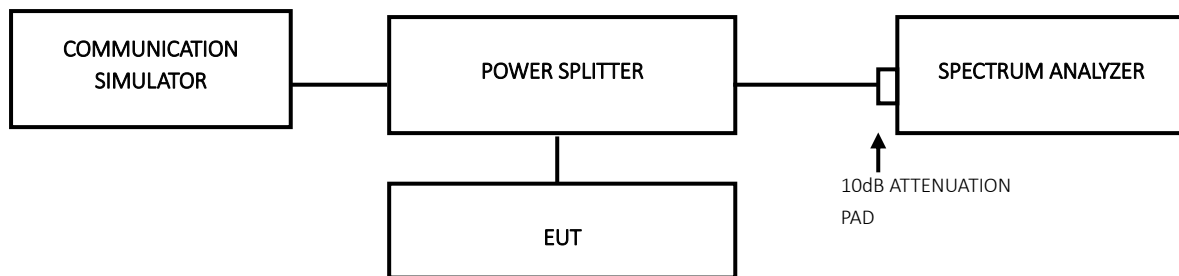 COMMUNICATION
SIMULATOR
POWER SPLITTER
SPECTRUM ANALYZER
10dB ATTENUATION
PAD
EUT